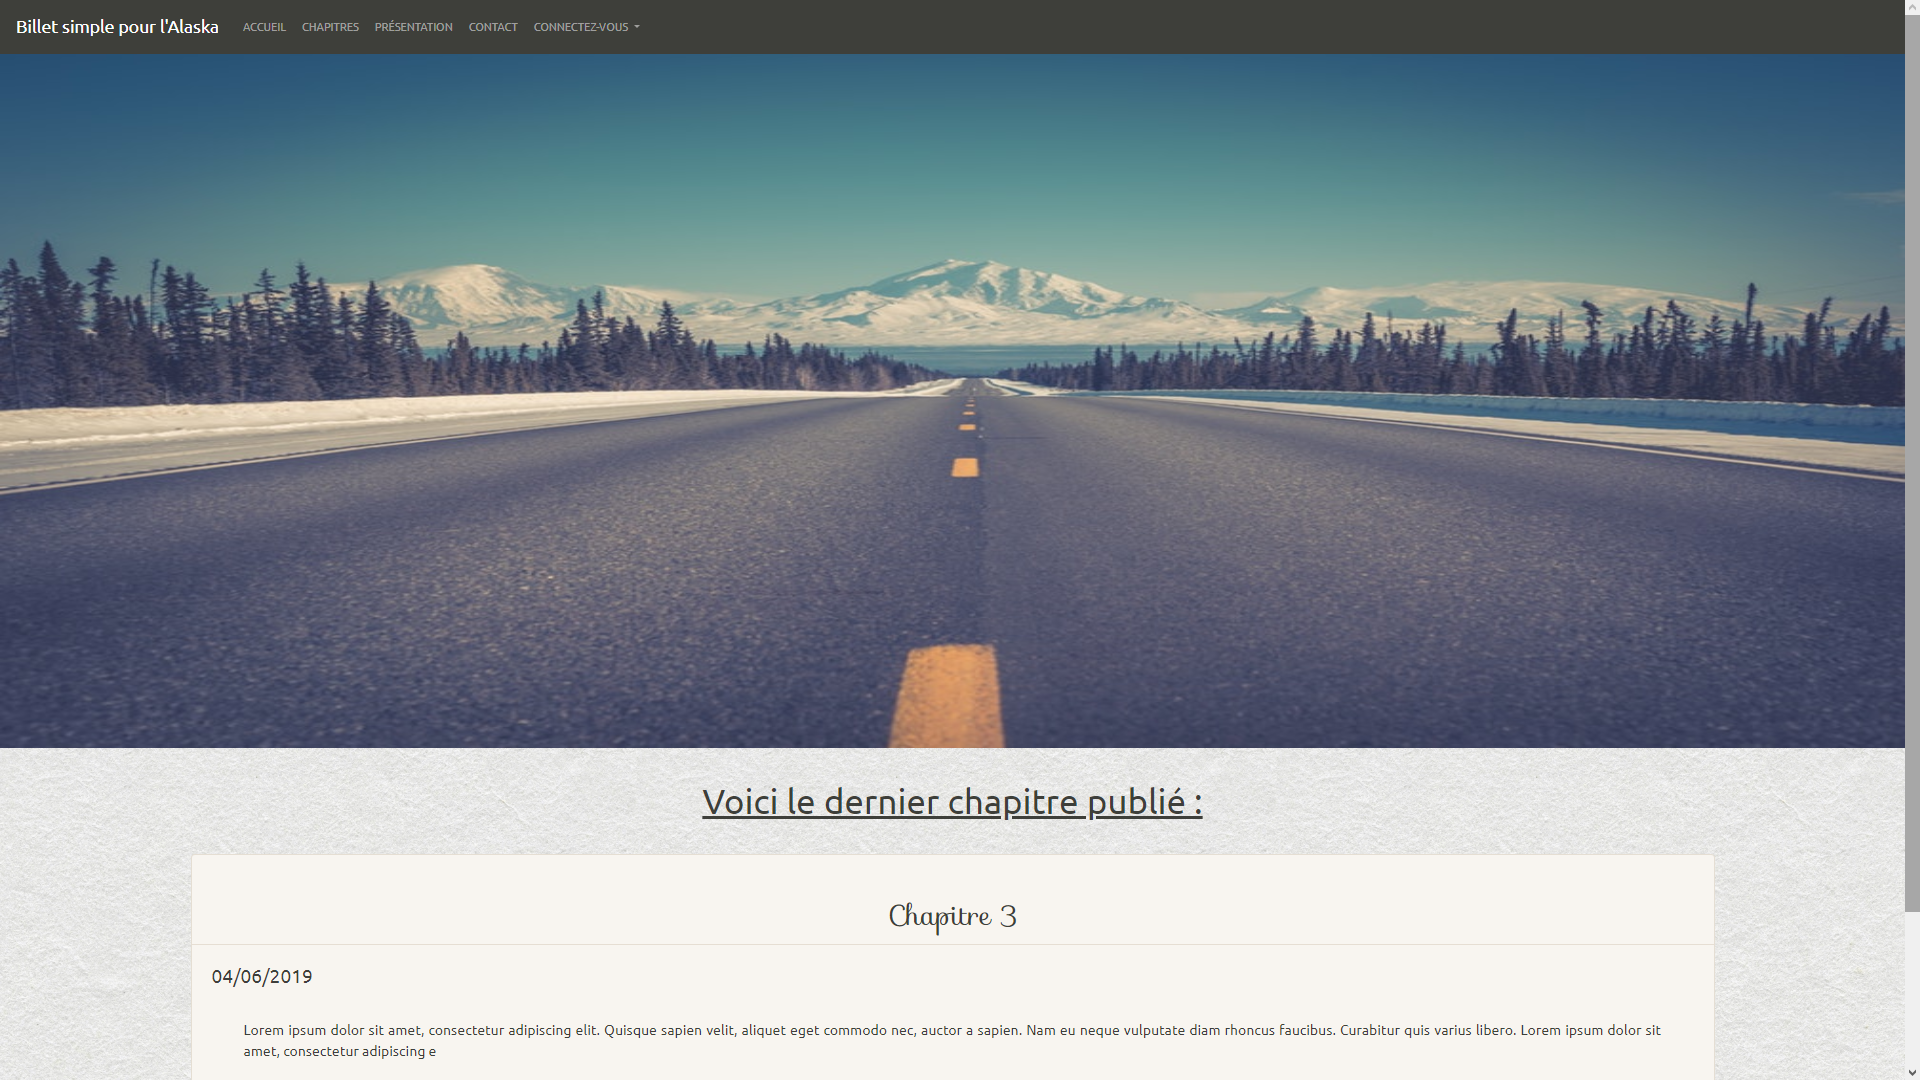 Billet simple pour l'Alaska ACCUEIL CHAPITRES PRÉSENTATION CONTACT CONNECTEZ-VOUS
Voici le dernier chapitre publié :
Chapitre 3
04/06/2019
Lorem ipsum dolor sit amet, consectetur adipiscing elit. Quisque sapien velit, aliquet eget commodo nec, auctor a sapien. Nam eu neque vulputate diam rhoncus faucibus. Curabitur quis varius libero. Lorem ipsum dolor sit
amet, consectetur adipiscing e